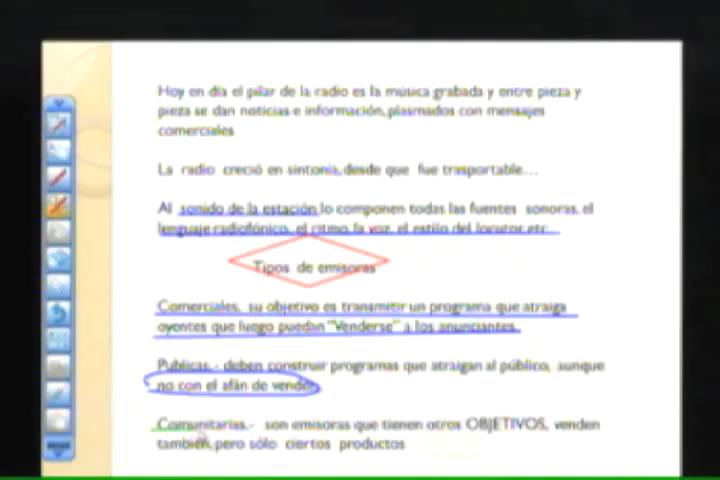 Hoy en día el pilar de la radio es la música grabada y entre pieza y
pieza se dan noticias e información, plasmados con mensajes
comerciales
La radio creció en sintonia, desde que fue trasportable...
Al sonido de la estación lo componen todas las fuentes sonoras, el
lenguaje radiofónico, el ritmo, la voz, el estilo del locutor etc.
Tipos de emisoras
Comerciales, su objetivo es transmitir un programa que atraiga
oyentes que luego puedan "Venderse" a los anunciantes.
Publicas.- deben construir programas que atraigan al público, aunque
no con el afán de vender
Comunitarias.- son emisoras que tienen otros OBJETIVOS, venden
también, pero sólo ciertos productos